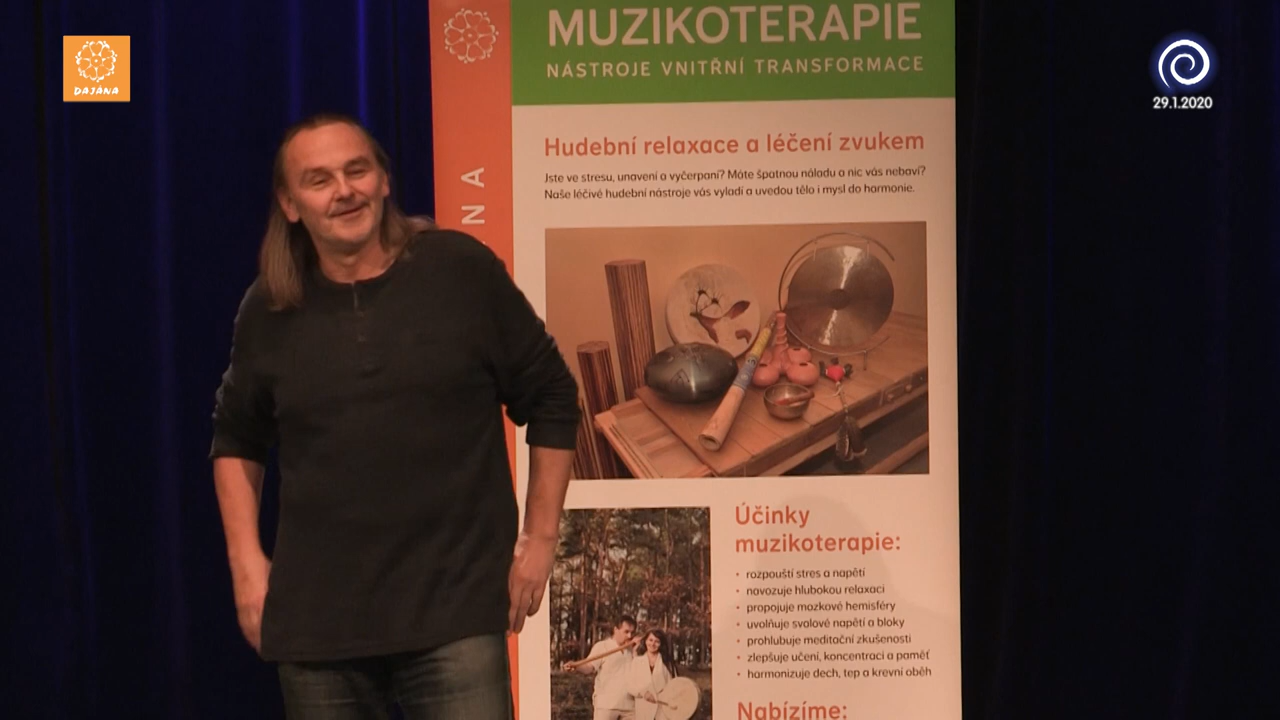 DAJÁNA
29.1.2020
NA
MUZIKOTERAPIE
NÁSTROJE VNITŘNÍ TRANSFORMACE
Hudební relaxace a léčení zvukem
Jste ve stresu, unavení a vyčerpaní? Máte špatnou náladu a nic vás nebaví?
Naše léčivé hudební nástroje vás vyladí a uvedou tělo i mysl do harmonie.
Účinky
muzikoterapie:
• rozpouští stres a napětí
• navozuje hlubokou relaxaci
• propojuje mozkové hemisféry
• uvolňuje svalové napětí a bloky
• prohlubuje meditační zkušenosti
• zlepšuje učení, koncentraci a paměť
• harmonizuje dech, tep a krevní oběh
Nabízíme: